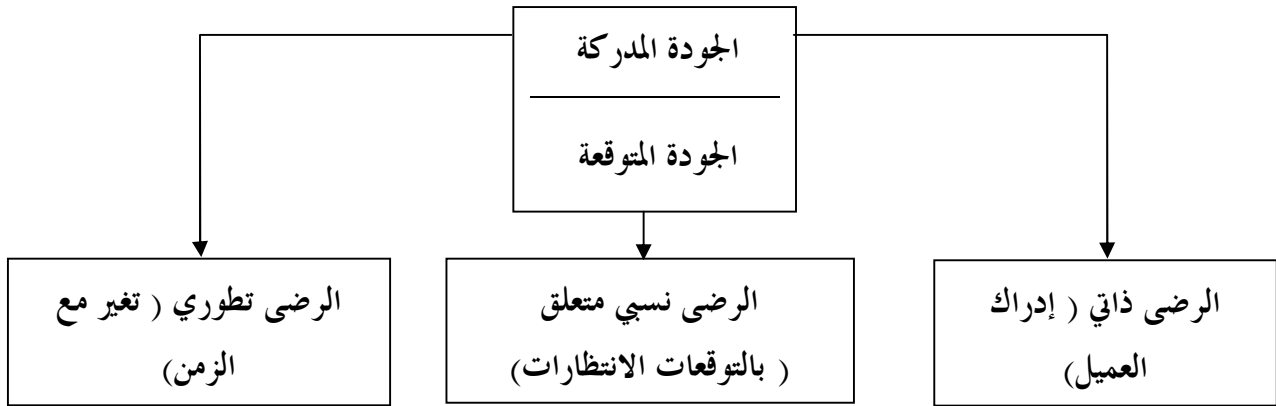 الجودة المدركة
الجودة المتوقعة
الرضى ذاتي ( إدراك
العميل)
الرضى نسبي متعلق
( بالتوقعات الانتظارات)
الرضى تطوري ( تغير مع
الزمن)